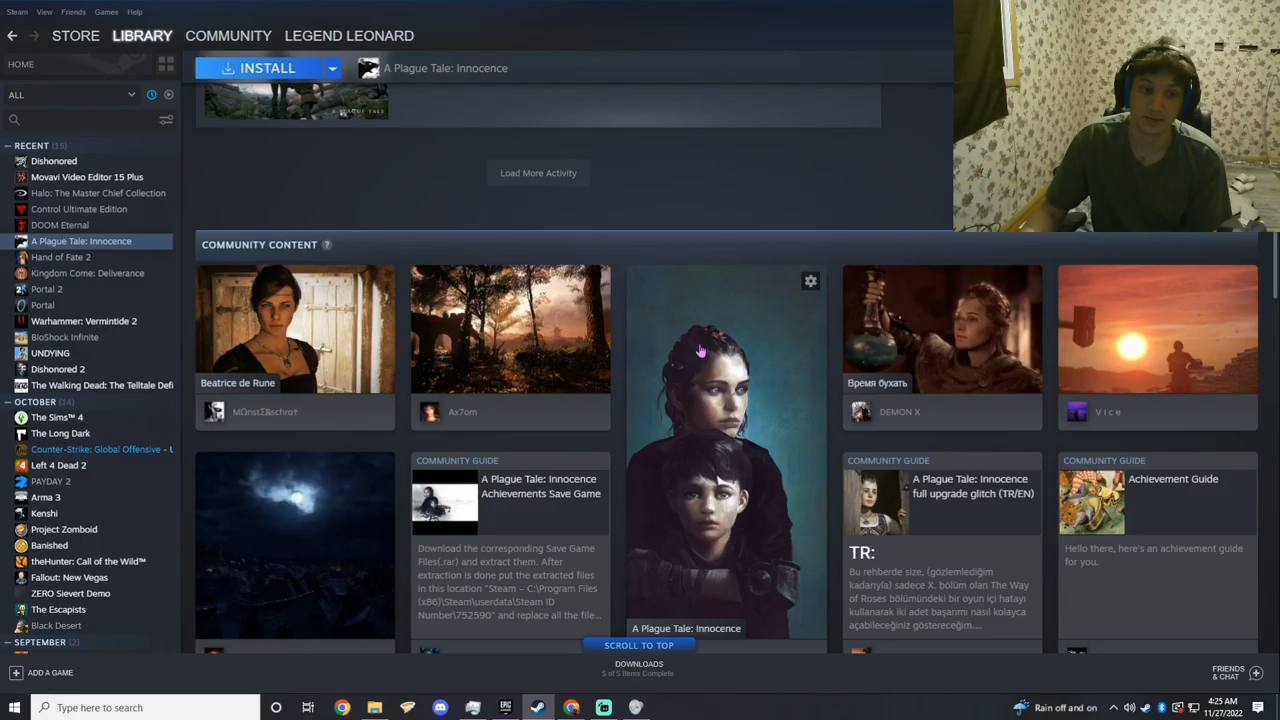 Steam View Friends Games Help
STORE LIBRARY COMMUNITY LEGEND LEONARD
HOME
INSTALL A Plague Tale: Innocence
ALL
A PLAGUE TALE
RECENT (15)
Dishonored
Movavi Video Editor 15 Plus
Halo: The Master Chief Collection
Control Ultimate Edition
DOOM Eternal
A Plague Tale: Innocence
Hand of Fate 2
Kingdom Come: Deliverance
Portal 2
Portal
Warhammer: Vermintide 2
BioShock Infinite
UNDYING
Dishonored 2
The Walking Dead: The Telltale Defi
OCTOBER (34)
The Sims™ 4
The Long Dark
Counter-Strike: Global Offensive - U
Left 4 Dead 2
PAYDAY 2
Arma 3
Kenshi
Project Zomboid
Banished
theHunter: Call of the Wild™
Fallout: New Vegas
ZERO Sievert Demo
The Escapists
Black Desert
SEPTEMBER (2)
Load More Activity
COMMUNITY CONTENT ?
Beatrice de Rune
Ax7om
A Plague Tale: Innocence
Время бухать
DEMON X
V i c e
COMMUNITY GUIDE
A Plague Tale: Innocence
Achievements Save Game
Download the corresponding Save Game
Files(.rar) and extract them. After
extraction is done put the extracted files
in this location "Steam – C:\Program Files
(x86)\Steam\userdata\Steam ID
Number\752590" and replace all the file...
COMMUNITY GUIDE
A Plague Tale: Innocence
full upgrade glitch (TR/EN)
TR:
Bu rehberde size, (gözlemlediğim
kadarıyla) sadece X. bölüm olan The Way
of Roses bölümündeki bir oyun içi hatayı
kullanarak iki adet başarımı nasıl kolayca
açabileceğiniz göstereceğim....
COMMUNITY GUIDE
Achievement Guide
Hello there, here's an achievement guide
for you.
SCROLL TO TOP
ADD A GAME
DOWNLOADS
5 of 5 Items Complete
FRIENDS
& CHAT
Type here to search
EPIC
Rain off and on
4:25 AM
11/27/2022